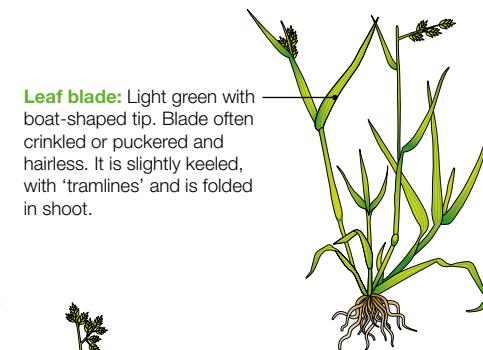 Leaf blade: Light green with
boat-shaped tip. Blade often
crinkled or puckered and
hairless. It is slightly keeled,
with ‘tramlines’ and is folded
in shoot.